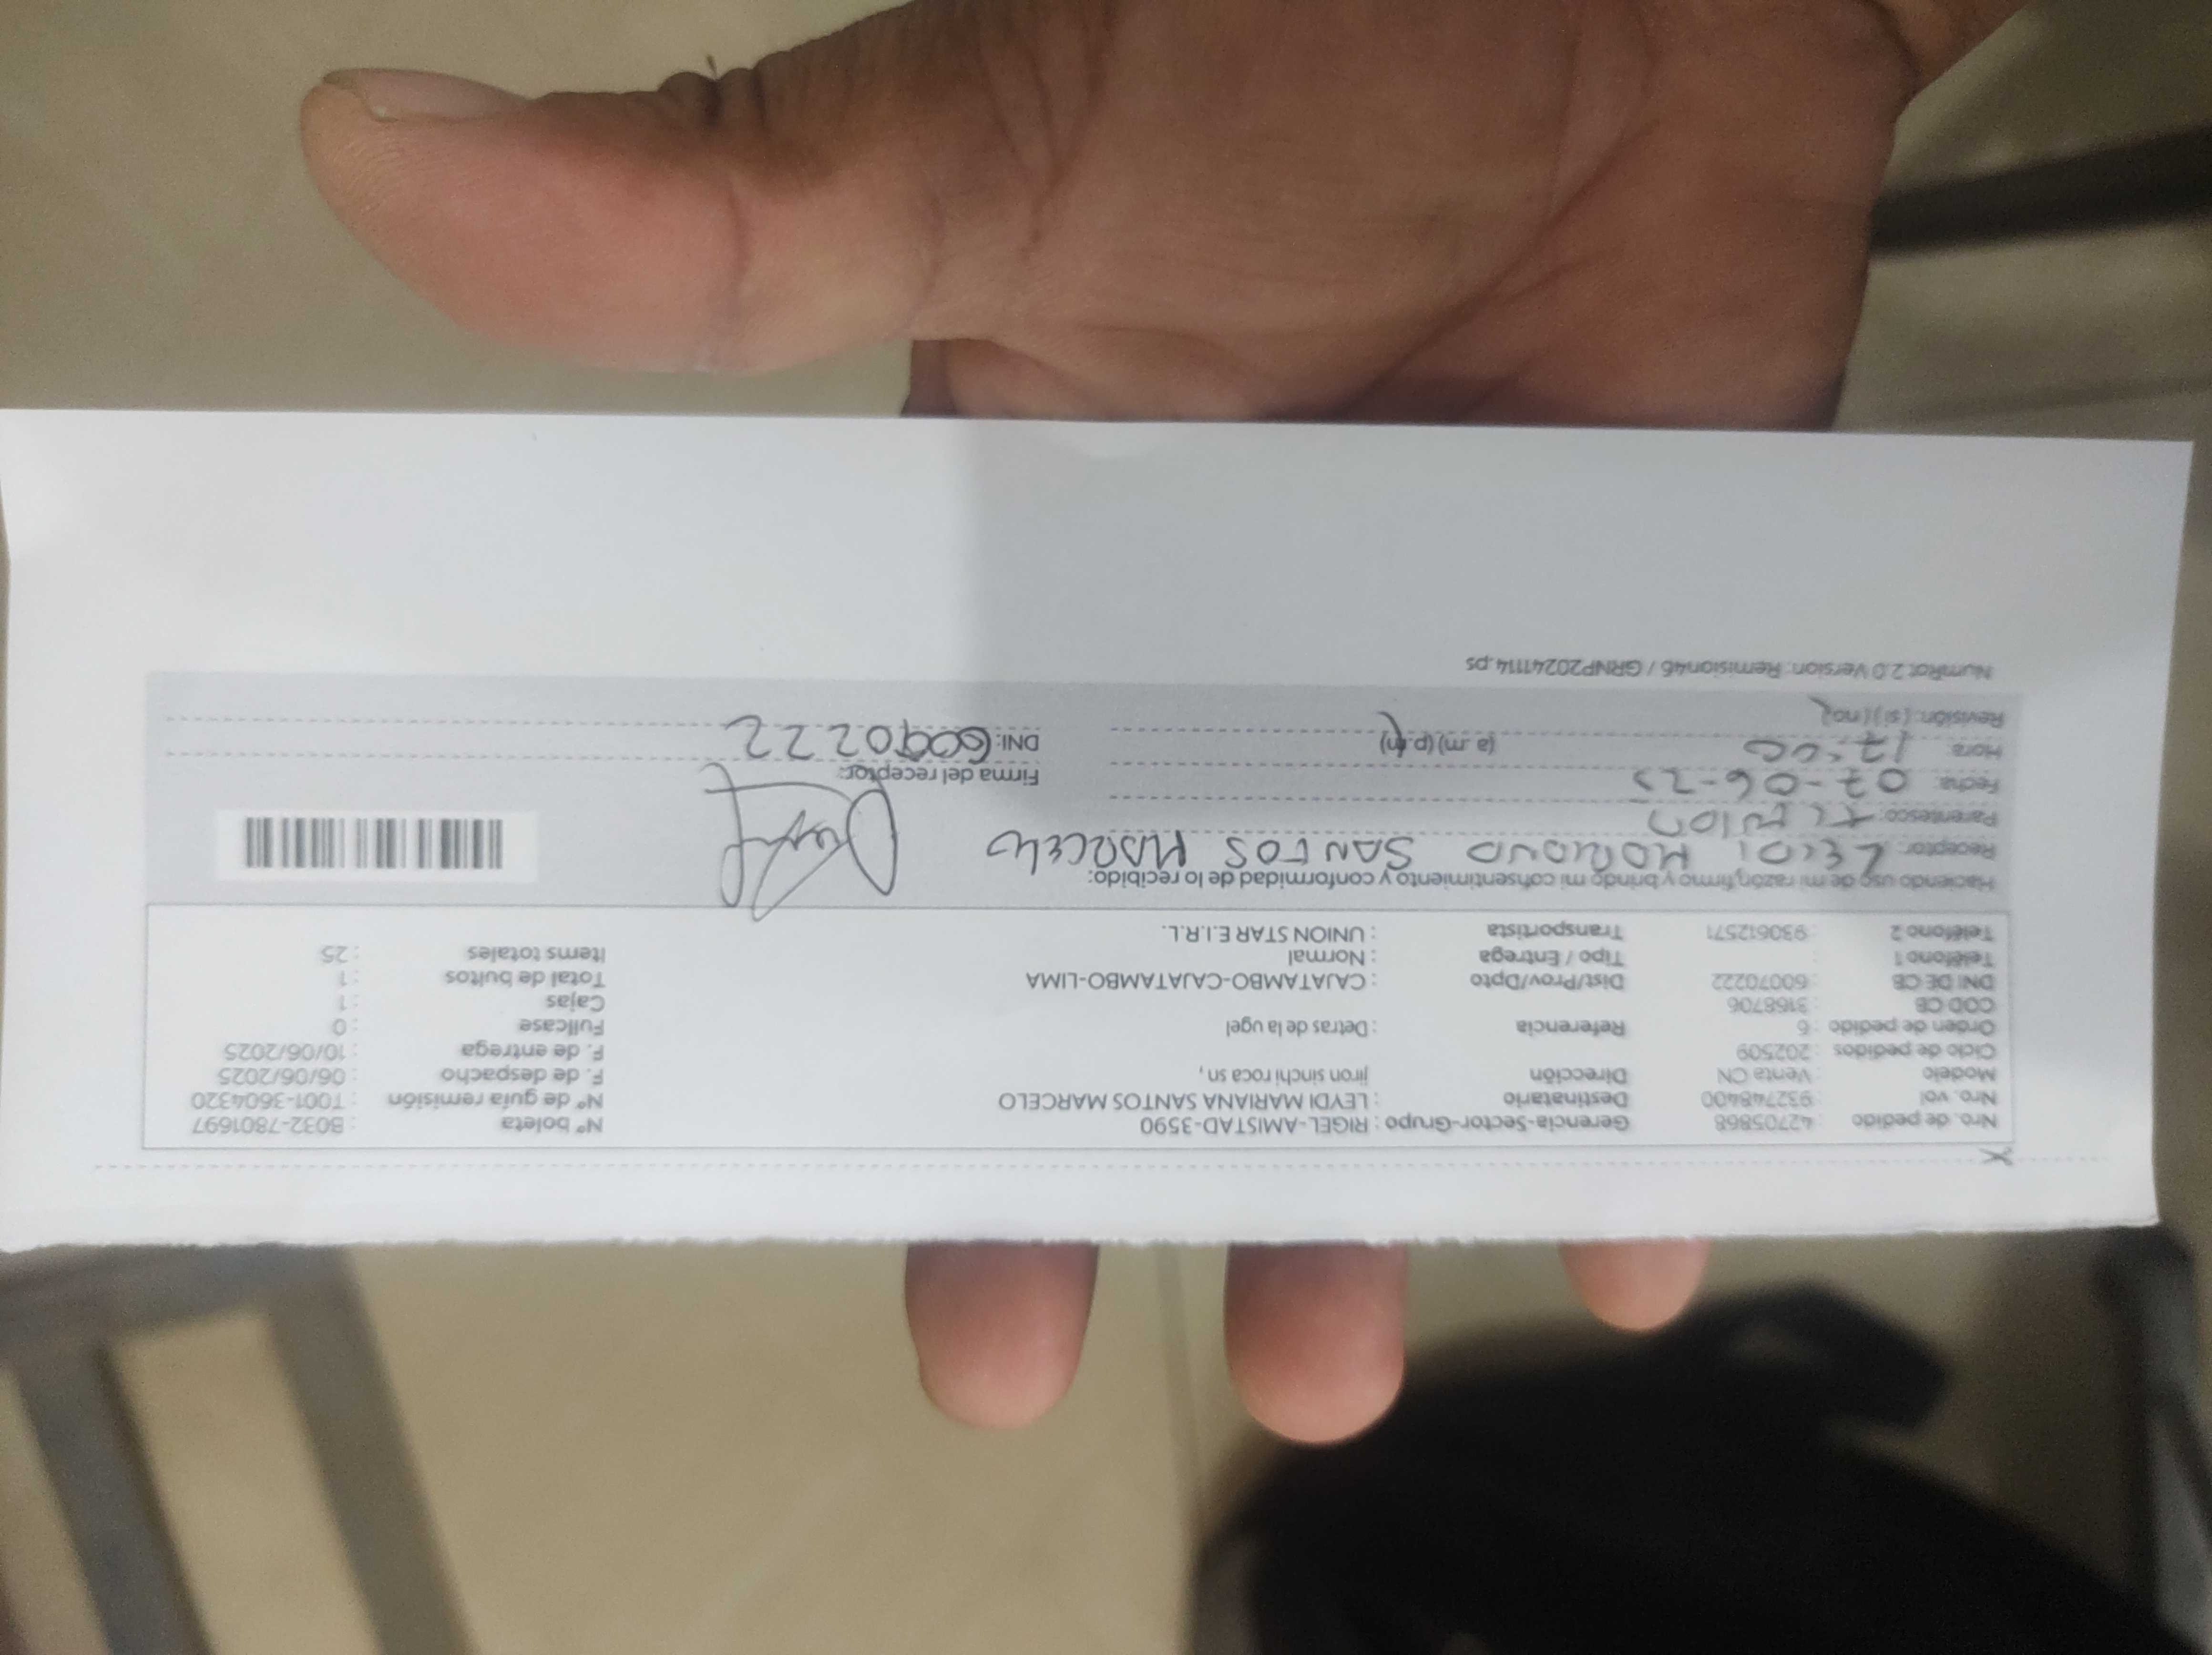 Nro. de pedido : 42705868 Gerencia-Sector-Grupo : RIGEL-AMISTAD-3590 Nº boleta : B032-7801697
Nro. vol : 932748400 Destinatario : LEYDI MARIANA SANTOS MARCELO Nº de guía remisión : T001-3604320
Modelo : Venta CN Dirección jiron sinchi roca sn, F. de despacho : 06/06/2025
Ciclo de pedidos : 202509 F. de entrega : 10/06/2025
Orden de pedido : 6 Referencia : Detras de la ugel Fullcase : 0
COD CB : 3168706 Cajas : 1
DNI DE CB : 60070222 Dist/Prov/Dpto : CAJATAMBO-CAJATAMBO-LIMA Total de bultos : 1
Teléfono 1 : Tipo / Entrega : Normal Items totales : 25
Teléfono 2 : 930612571 Transportista : UNION STAR E.I.R.L.
Haciendo uso de mi razón, firmo y brindo mi consentimiento y conformidad de lo recibido:
Receptor: SANTOS MARCELO
Parentesco:
Firma del receptor:
Fecha: 07-06-25
Hora: 17:00 (a.m) (p.m)
DNI: 60070222
Revisión: (si) (no)
NumRot 2.0 Version: Remision46 / GRNP20241114.ps